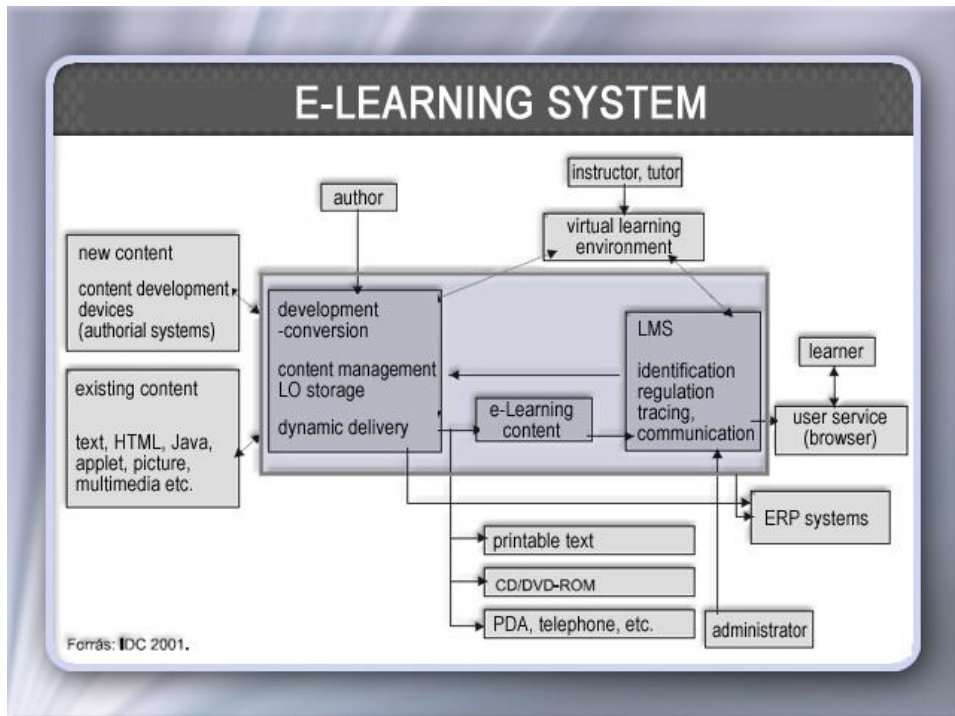 E-LEARNING SYSTEM
instructor, tutor
author
virtual learning
environment
new content
content development
devices
(authorial systems)
development
-conversion
content management
LO storage
dynamic delivery
LMS
identification
regulation
tracing,
communication
learner
existing content
text, HTML, Java,
applet, picture,
multimedia etc.
e-Learning
content
user service
(browser)
ERP systems
printable text
CD/DVD-ROM
PDA, telephone, etc.
administrator
Forrás: IDC 2001.